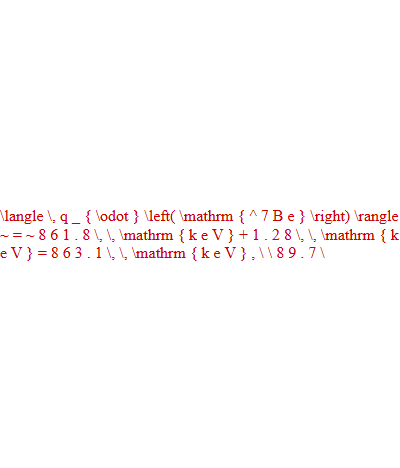 \langle \, q _ { \odot } \left( \mathrm { ^ 7 B e } \right) \rangle
~ = ~ 8 6 1 . 8 \, \, \mathrm { k e V } + 1 . 2 8 \, \, \mathrm { k
e V } = 8 6 3 . 1 \, \, \mathrm { k e V } , \ \ 8 9 . 7 \